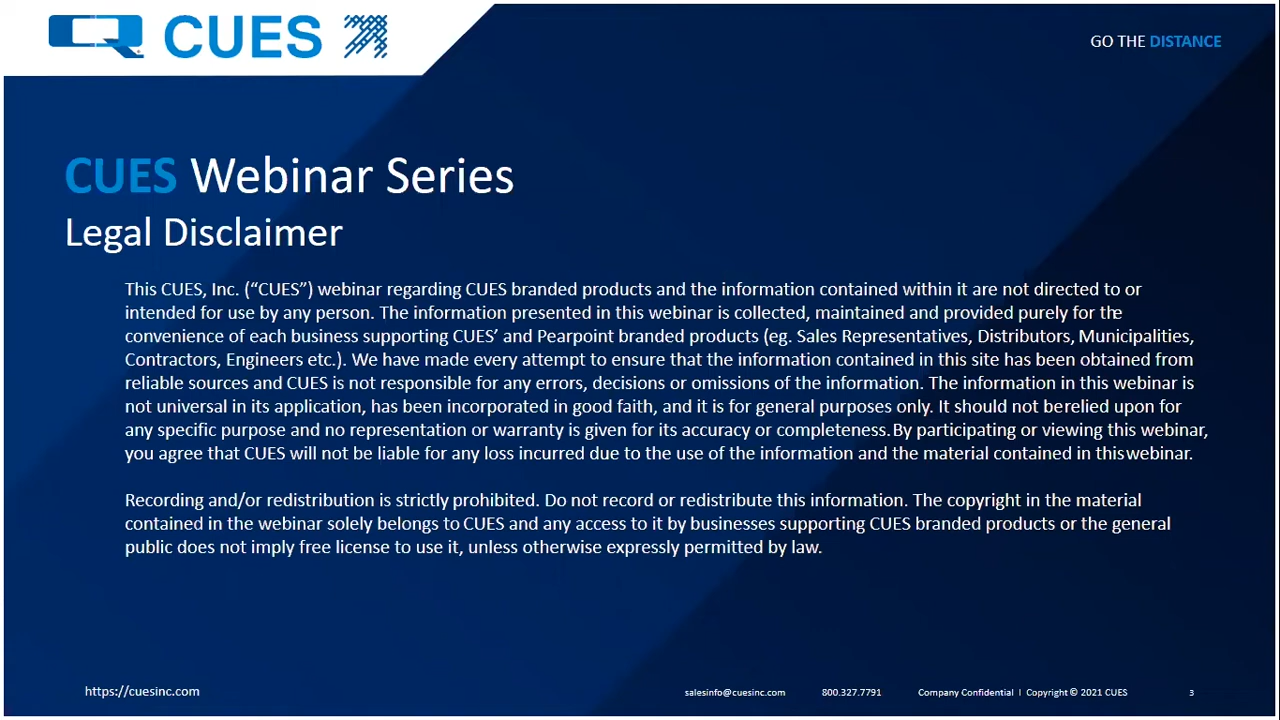 CUES
GO THE DISTANCE
CUES Webinar Series
Legal Disclaimer
This CUES, Inc. (“CUES”) webinar regarding CUES branded products and the information contained within it are not directed to or
intended for use by any person. The information presented in this webinar is collected, maintained and provided purely for the
convenience of each business supporting CUES’ and Pearpoint branded products (eg. Sales Representatives, Distributors, Municipalities,
Contractors, Engineers etc.). We have made every attempt to ensure that the information contained in this site has been obtained from
reliable sources and CUES is not responsible for any errors, decisions or omissions of the information. The information in this webinar is
not universal in its application, has been incorporated in good faith, and it is for general purposes only. It should not berelied upon for
any specific purpose and no representation or warranty is given for its accuracy or completeness. By participating or viewing this webinar,
you agree that CUES will not be liable for any loss incurred due to the use of the information and the material contained in thiswebinar.
Recording and/or redistribution is strictly prohibited. Do not record or redistribute this information. The copyright in the material
contained in the webinar solely belongs to CUES and any access to it by businesses supporting CUES branded products or the general
public does not imply free license to use it, unless otherwise expressly permitted by law.
https://cuesinc.com
salesinfo@cuesinc.com 800.327.7791 Company Confidential I Copyright © 2021 CUES 3